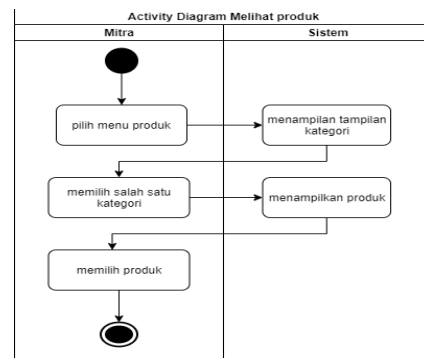 Activity Diagram Melihat produk
Mitra
Sistem
pilih menu produk
menampilan tampilan
kategori
memilih salah satu
kategori
menampilkan produk
memilih produk